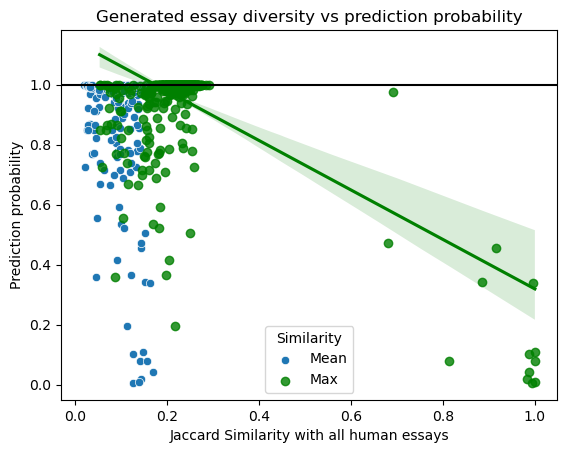 Generated essay diversity vs prediction probability
Prediction probability
1.0
0.8
0.6
0.4
0.2
0.0
Similarity
Mean
Max
0.0 0.2 0.4 0.6 0.8 1.0
Jaccard Similarity with all human essays